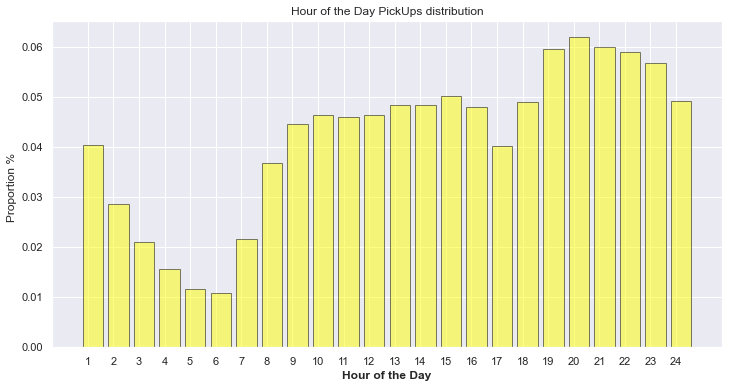 Hour of the Day PickUps distribution
Proportion %
0.06
0.05
0.04
0.03
0.02
0.01
0.00
1 2 3 4 5 6 7 8 9 10 11 12 13 14 15 16 17 18 19 20 21 22 23 24
Hour of the Day